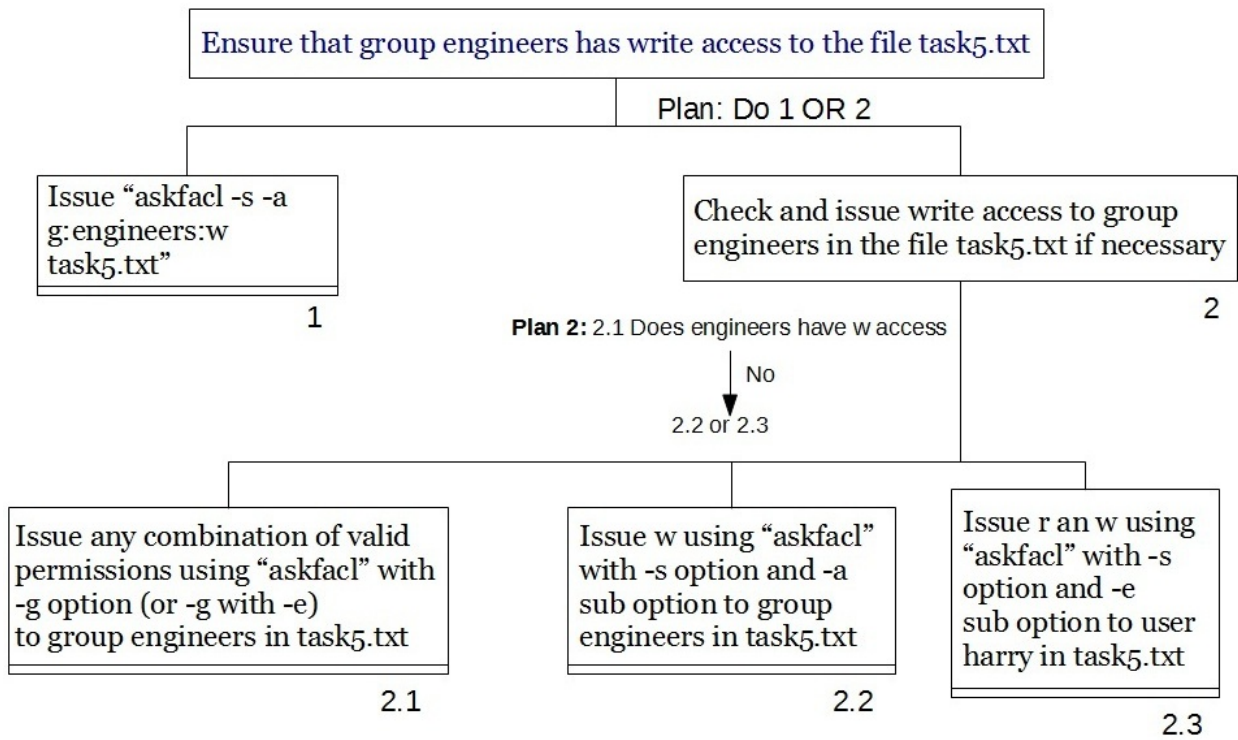 Ensure that group engineers has write access to the file task5.txt
Plan: Do 1 OR 2
Issue “askfacl -s -a
g:engineers:w
task5.txt”
1
Check and issue write access to group
engineers in the file task5.txt if necessary
2
Plan 2: 2.1 Does engineers have w access
No
2.2 or 2.3
Issue any combination of valid
permissions using “askfacl” with
-g option (or -g with -e)
to group engineers in task5.txt
2.1
Issue w using “askfacl”
with -s option and -a
sub option to group
engineers in task5.txt
2.2
Issue r an w using
“askfacl” with -s
option and -e
sub option to user
harry in task5.txt
2.3